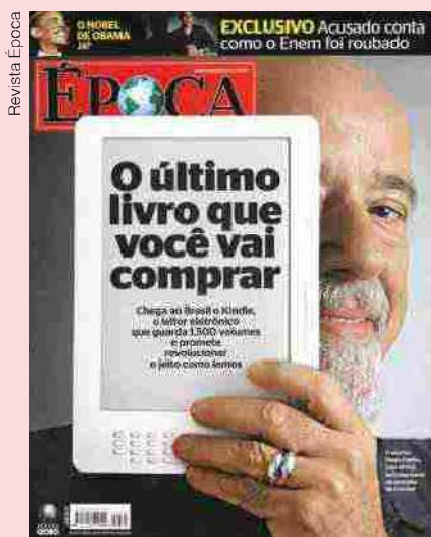 Revista Época
O NOBEL
DE OBAMA
EXCLUSIVO Acusado conta
como o Enem foi roubado
ÉPOCA
O último
livro que
você vai
comprar
Chega ao Brasil o Kindle,
o leitor eletrônico
que guarda 1.500 volumes
e promete
revolucionar
o jeito como lemos
GLOBO